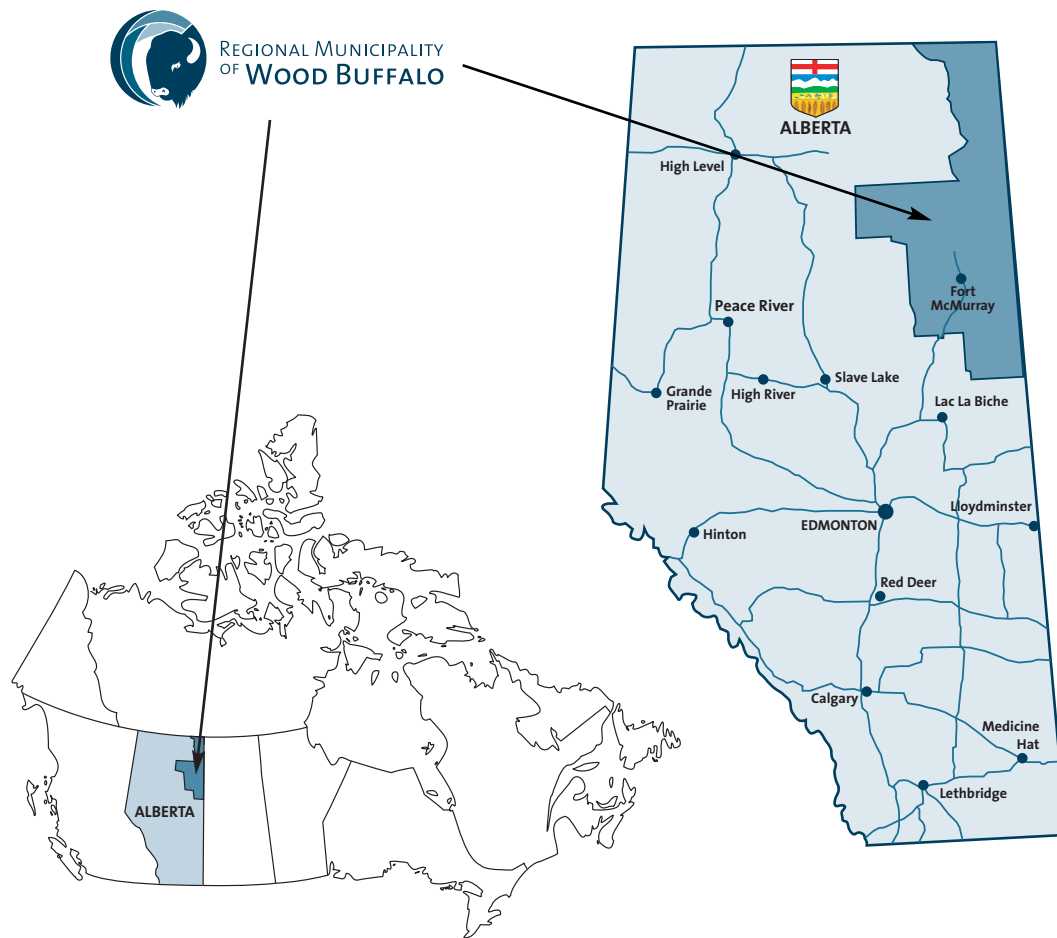 REGIONAL MUNICIPALITY
OF WOOD BUFFALO
ALBERTA
High Level
Fort
McMurray
Peace River
Grande
Prairie
High River
Slave Lake
Lac La Biche
Lloydminster
EDMONTON
Hinton
Red Deer
Calgary
Medicine
Hat
Lethbridge
ALBERTA